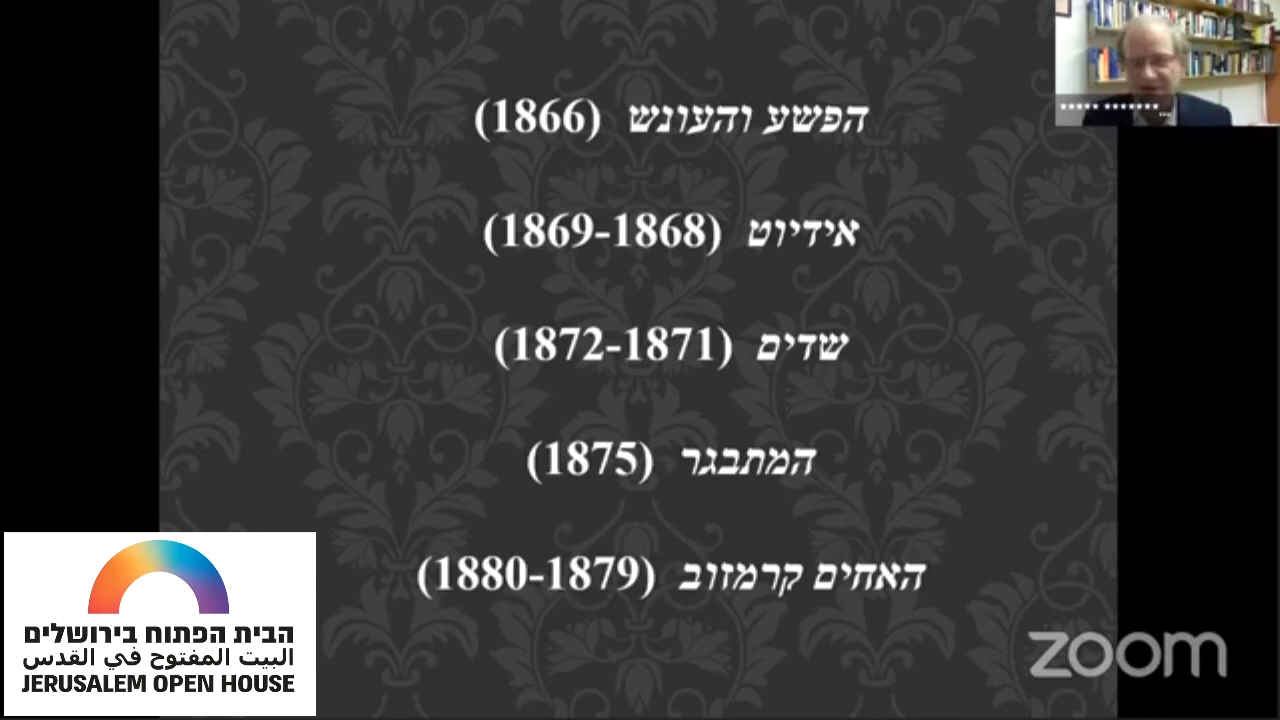 הפשע והעונש (1866)
אידיוט (1869-1868)
שדים (1872-1871)
המתבגר (1875)
האחים קרמזוב (1880-1879)
הבית הפתוח בירושלים
البيت المفتوح في القدس
JERUSALEM OPEN HOUSE
zoom